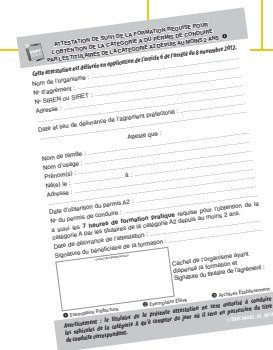 ATTESTATION DE SUIVI DE LA FORMATION REQUISE POUR
L'OBTENTION DE LA CATÉGORIE A DU PERMIS DE CONDUIRE
PAR LES TITULAIRES DE LA CATÉGORIE A2 DEPUIS AU MOINS 2 ANS
Cette attestation est délivrée en application de l'article 6 de l'arrêté du 8 novembre 2012.
Nom de l'organisme :
N° d'agrément :
N° SIREN ou SIRET :
Adresse :
Date et lieu de délivrance de l'agrément préfectoral :
Atteste que :
Nom de famille :
Nom d'usage :
Prénom(s) :
Né(e) le : à :
Adresse :
Date d'obtention du permis A2 :
N° du permis de conduire :
a suivi les 7 heures de formation pratique requise pour l'obtention de la
catégorie A par les titulaires de la catégorie A2 depuis au moins 2 ans.
Date de délivrance de l'attestation :
Signature du bénéficiaire de la formation :
Cachet de l'organisme ayant
dispensé la formation et
Signature du titulaire de l'agrément :
1 Exemplaire Préfecture 2 Exemplaire Élève 3 Archives Établissement
Avertissement : le titulaire de la présente attestation ne sera autorisé à conduire
les véhicules de la catégorie A qu'à compter du jour où il sera en possession du titre
de conduite correspondant.